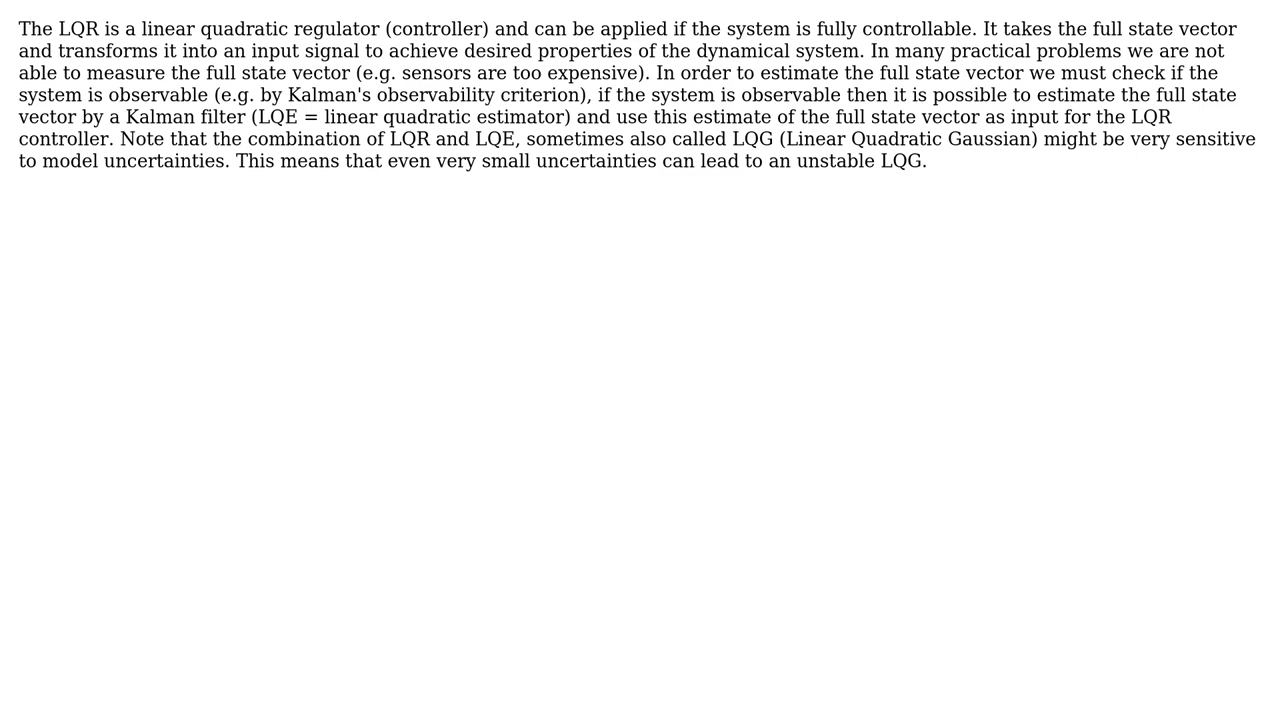 The LQR is a linear quadratic regulator (controller) and can be applied if the system is fully controllable. It takes the full state vector
and transforms it into an input signal to achieve desired properties of the dynamical system. In many practical problems we are not
able to measure the full state vector (e.g. sensors are too expensive). In order to estimate the full state vector we must check if the
system is observable (e.g. by Kalman's observability criterion), if the system is observable then it is possible to estimate the full state
vector by a Kalman filter (LQE = linear quadratic estimator) and use this estimate of the full state vector as input for the LQR
controller. Note that the combination of LQR and LQE, sometimes also called LQG (Linear Quadratic Gaussian) might be very sensitive
to model uncertainties. This means that even very small uncertainties can lead to an unstable LQG.